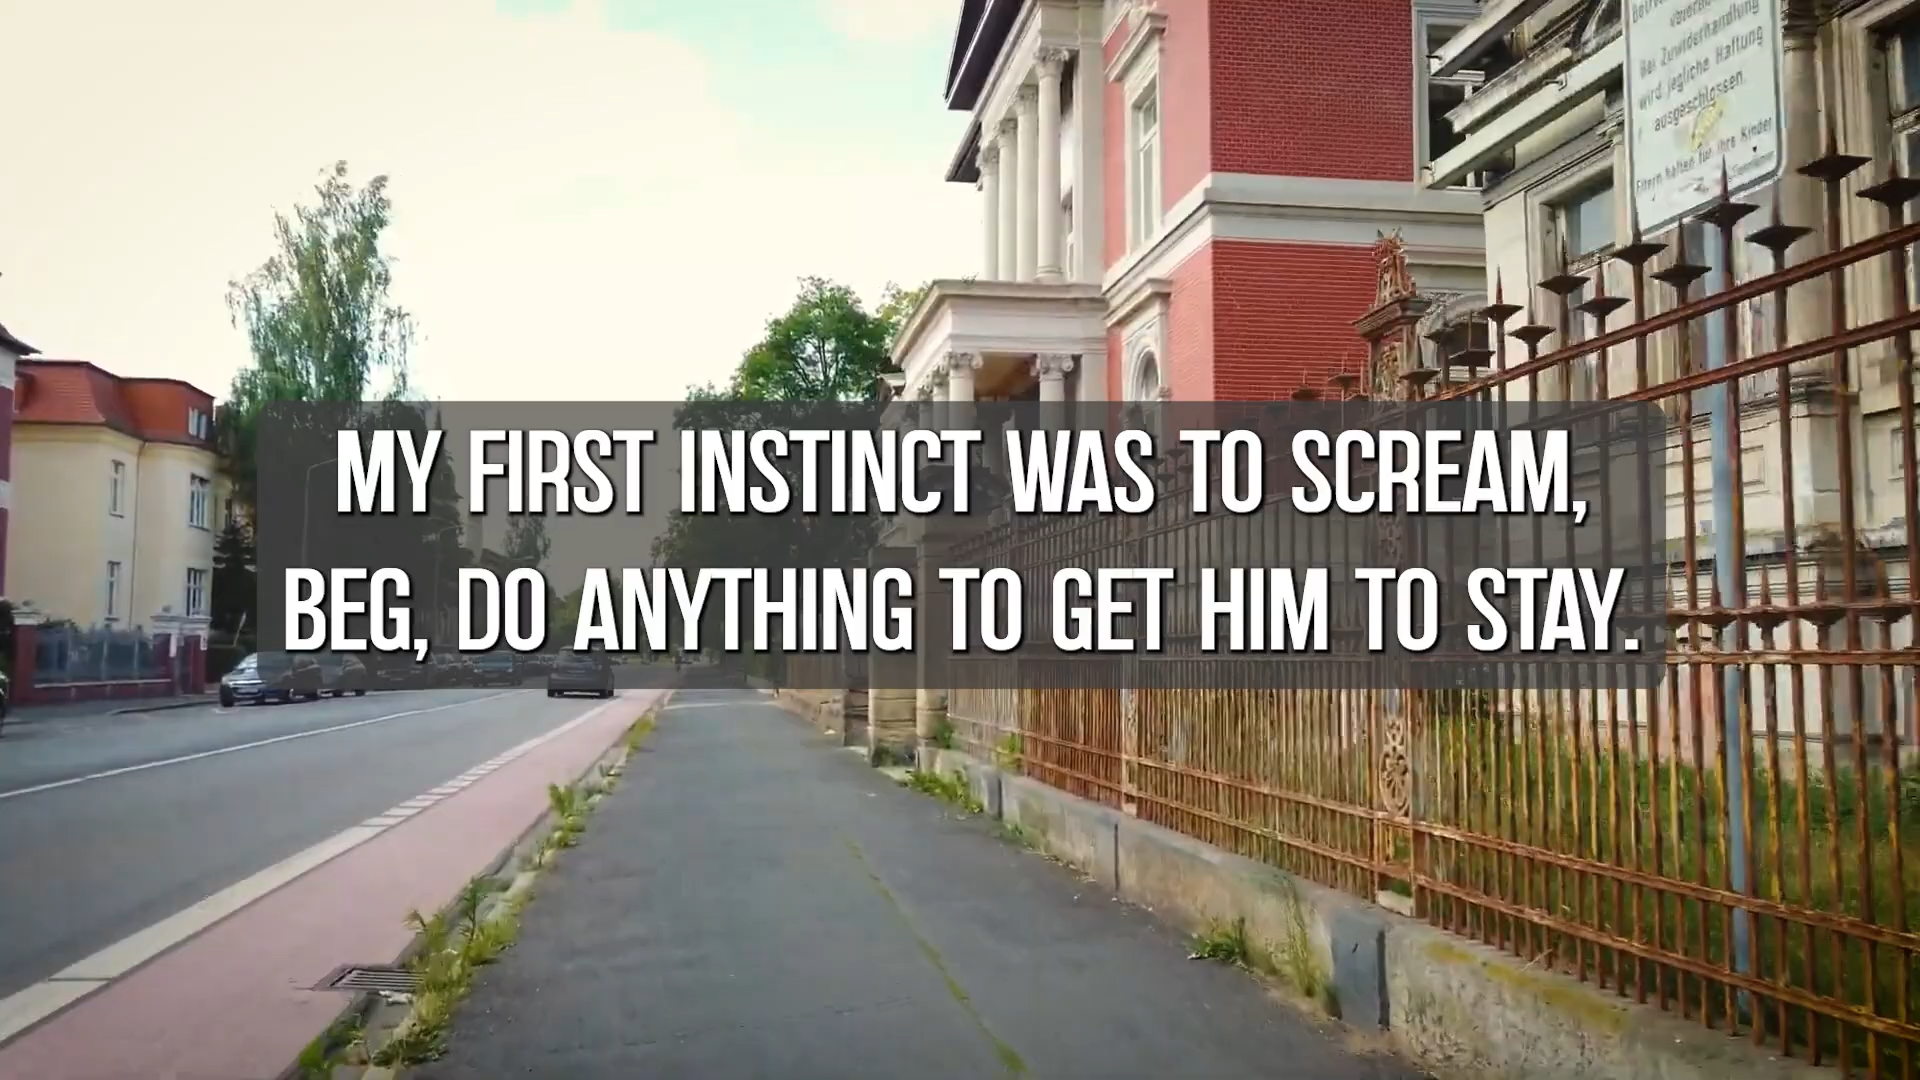 vorbe
Bei Zuwiderhandlung
wird jegliche Haftung
ausgeschlossen.
Eltern haften für ihre Kinder
MY FIRST INSTINCT WAS TO SCREAM,
BEG, DO ANYTHING TO GET HIM TO STAY.